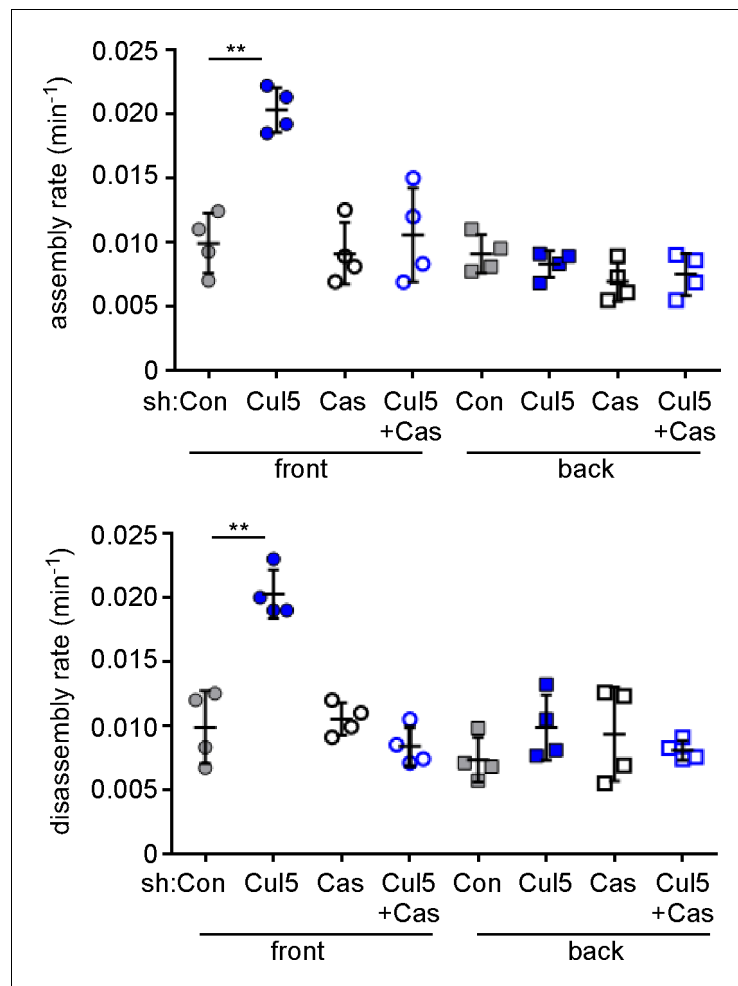 0.025
**
0.020
0.015
0.010
0.005
0
assembly rate (min-1)
sh:Con Cul5 Cas Cul5 Con Cul5 Cas Cul5
+Cas +Cas
front back
0.025
**
0.020
0.015
0.010
0.005
0
disassembly rate (min-1)
sh:Con Cul5 Cas Cul5 Con Cul5 Cas Cul5
+Cas +Cas
front back